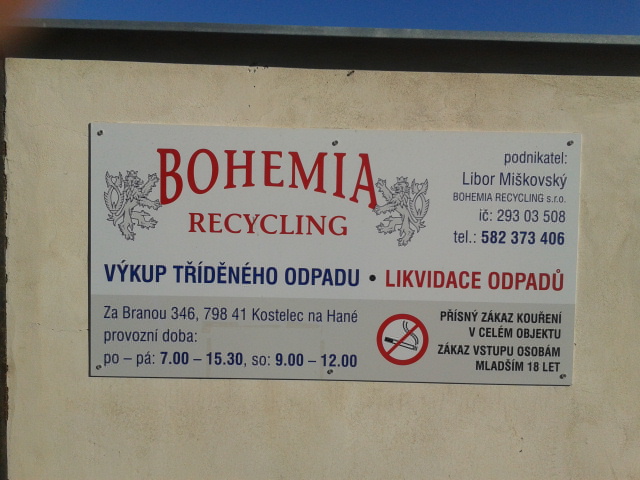 BOHEMIA
RECYCLING
podnikatel:
Libor Miškovský
BOHEMIA RECYCLING s.r.o.
ič: 293 03 508
tel.: 582 373 406
VÝKUP TŘÍDĚNÉHO ODPADU • LIKVIDACE ODPADŮ
Za Branou 346, 798 41 Kostelec na Hané
provozní doba:
po – pá: 7.00 – 15.30, so: 9.00 – 12.00
PŘÍSNÝ ZÁKAZ KOUŘENÍ
V CELÉM OBJEKTU
ZÁKAZ VSTUPU OSOBÁM
MLADŠÍM 18 LET